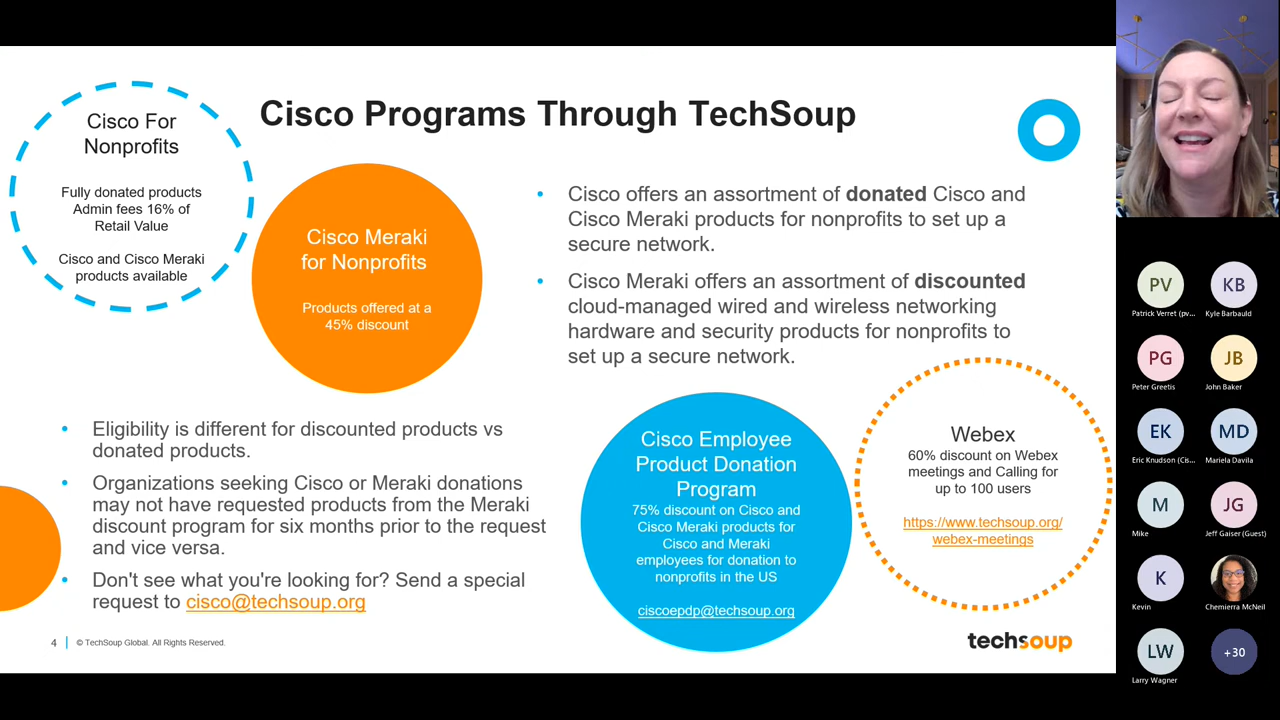 Cisco Programs Through TechSoup
Cisco For
Nonprofits
Fully donated products
Admin fees 16% of
Retail Value
Cisco and Cisco Meraki
products available
Cisco Meraki
for Nonprofits
Products offered at a
45% discount
• Cisco offers an assortment of donated Cisco and
Cisco Meraki products for nonprofits to set up a
secure network.
• Cisco Meraki offers an assortment of discounted
cloud-managed wired and wireless networking
hardware and security products for nonprofits to
set up a secure network.
• Eligibility is different for discounted products vs
donated products.
• Organizations seeking Cisco or Meraki donations
may not have requested products from the Meraki
discount program for six months prior to the request
and vice versa.
• Don't see what you're looking for? Send a special
request to cisco@techsoup.org
Cisco Employee
Product Donation
Program
75% discount on Cisco and
Cisco Meraki products for
Cisco and Meraki
employees for donation to
nonprofits in the US
ciscoepdp@techsoup.org
Webex
60% discount on Webex
meetings and Calling for
up to 100 users
https://www.techsoup.org/
webex-meetings
4 | © TechSoup Global. All Rights Reserved.
techsoup
PV
Patrick Verret (pv...
KB
Kyle Barbauld
PG
Peter Greetis
JB
John Baker
EK
Eric Knudson (Cis...
MD
Mariela Davila
M
Mike
JG
Jeff Gaiser (Guest)
K
Kevin
Chemierra McNeil
LW
Larry Wagner
+30